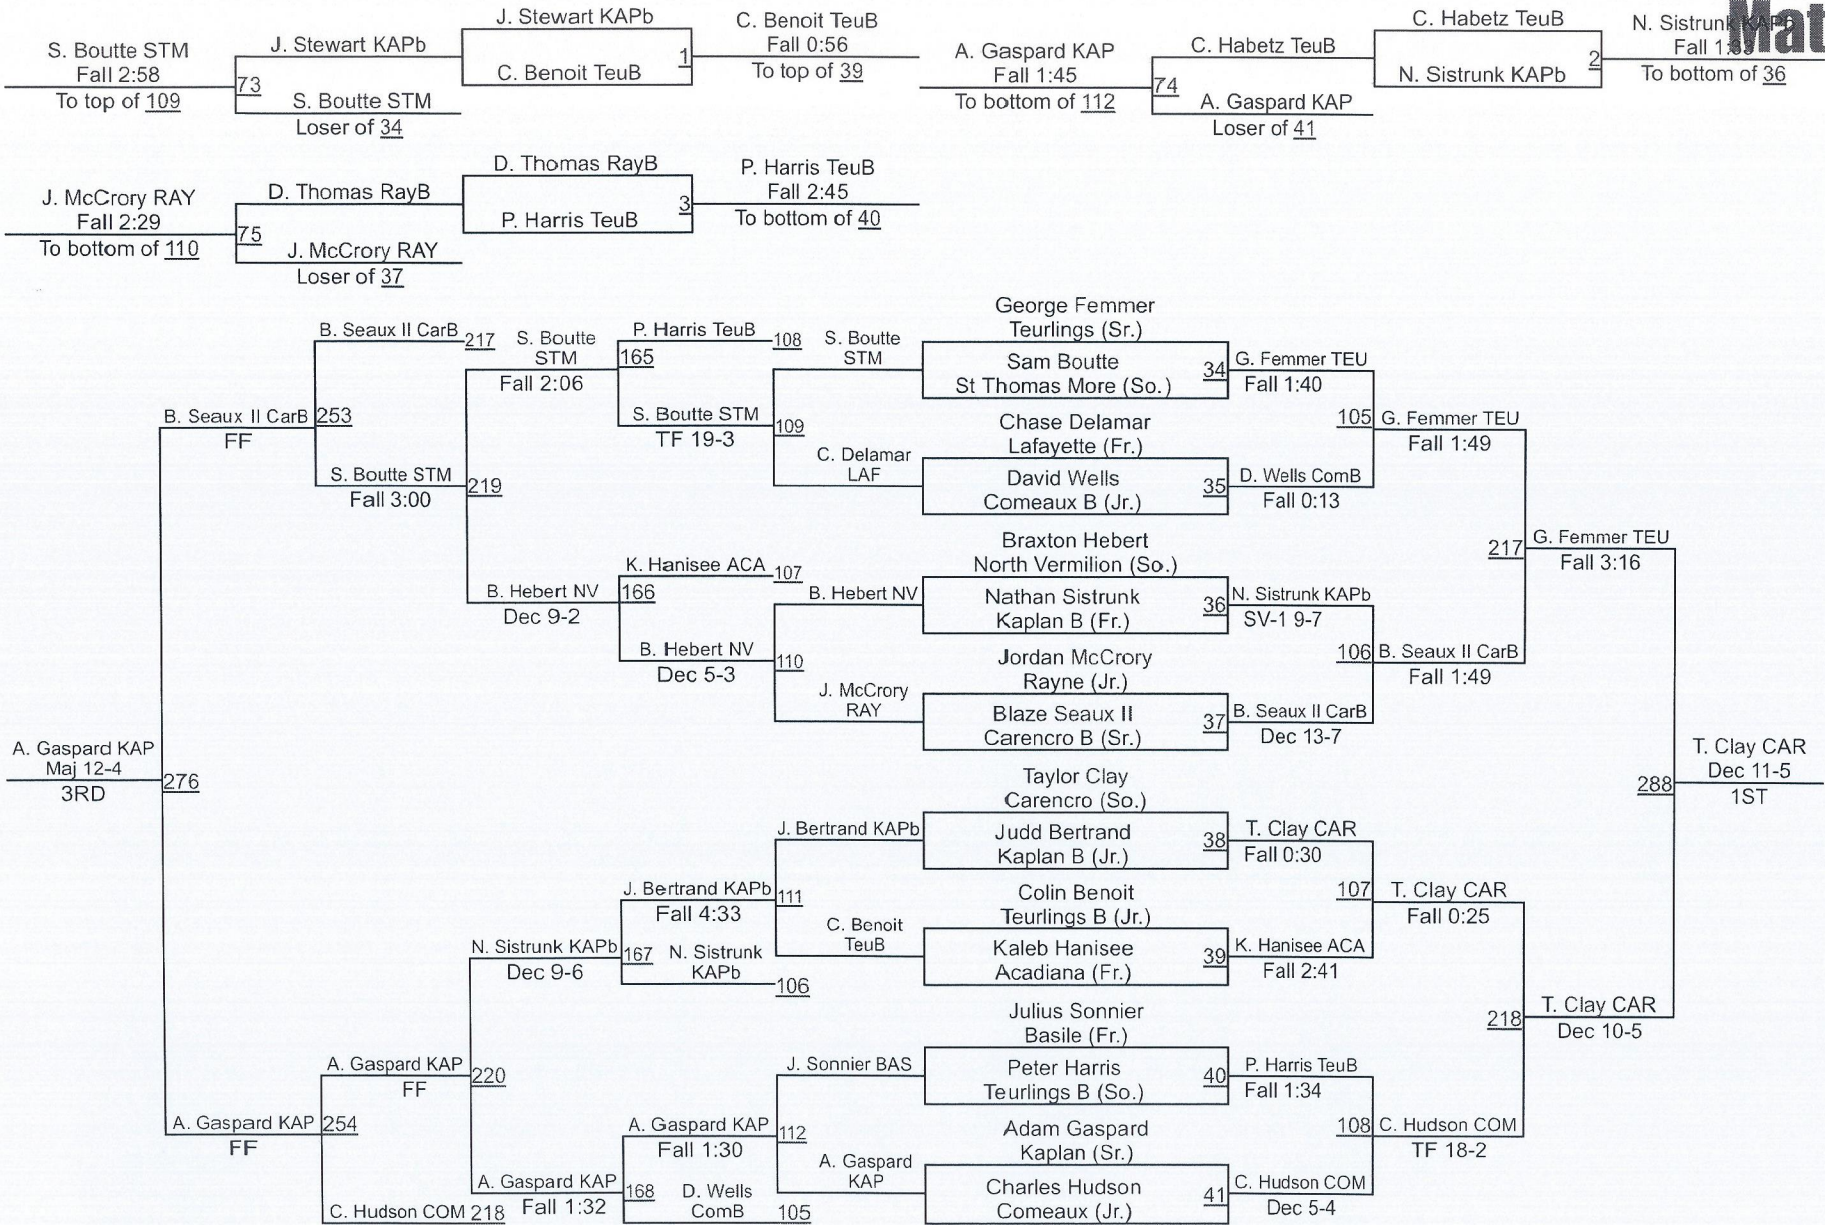 J. Stewart KAPb
C. Benoit TeuB
1
C. Benoit TeuB
Fall 0:56
To top of 39
J. Stewart KAPb
S. Boutte STM
Fall 2:58
To top of 109
73
S. Boutte STM
Loser of 34
C. Habetz TeuB
N. Sistrunk KAPb
2
N. Sistrunk KAPb
Fall 1:33
To bottom of 36
Mat
C. Habetz TeuB
A. Gaspard KAP
Fall 1:45
To bottom of 112
74
A. Gaspard KAP
Loser of 41
D. Thomas RayB
P. Harris TeuB
3
P. Harris TeuB
Fall 2:45
To bottom of 40
D. Thomas RayB
J. McCrory RAY
Fall 2:29
To bottom of 110
75
J. McCrory RAY
Loser of 37
George Femmer
Teurlings (Sr.)
Sam Boutte
St Thomas More (So.)
34
G. Femmer TEU
Fall 1:40
Chase Delamar
Lafayette (Fr.)
David Wells
Comeaux B (Jr.)
35
D. Wells ComB
Fall 0:13
105
G. Femmer TEU
Fall 1:49
Braxton Hebert
North Vermilion (So.)
Nathan Sistrunk
Kaplan B (Fr.)
36
N. Sistrunk KAPb
SV-1 9-7
Jordan McCrory
Rayne (Jr.)
Blaze Seaux II
Carencro B (Sr.)
37
B. Seaux II CarB
Dec 13-7
106
B. Seaux II CarB
Fall 1:49
217
G. Femmer TEU
Fall 3:16
Taylor Clay
Carencro (So.)
Judd Bertrand
Kaplan B (Jr.)
38
T. Clay CAR
Fall 0:30
Colin Benoit
Teurlings B (Jr.)
Kaleb Hanisee
Acadiana (Fr.)
39
K. Hanisee ACA
Fall 2:41
107
T. Clay CAR
Fall 0:25
Julius Sonnier
Basile (Fr.)
Peter Harris
Teurlings B (So.)
40
P. Harris TeuB
Fall 1:34
Adam Gaspard
Kaplan (Sr.)
Charles Hudson
Comeaux (Jr.)
41
C. Hudson COM
Dec 5-4
108
C. Hudson COM
TF 18-2
218
T. Clay CAR
Dec 10-5
288
T. Clay CAR
Dec 11-5
1ST
S. Boutte
STM
C. Delamar
LAF
109
P. Harris TeuB
108
S. Boutte STM
TF 19-3
165
S. Boutte
STM
Fall 2:06
B. Hebert NV
J. McCrory
RAY
110
K. Hanisee ACA
107
B. Hebert NV
Dec 5-3
166
B. Hebert NV
Dec 9-2
219
B. Seaux II CarB
217
S. Boutte STM
Fall 3:00
253
B. Seaux II CarB
FF
J. Bertrand KAPb
C. Benoit
TeuB
111
J. Bertrand KAPb
Fall 4:33
N. Sistrunk
KAPb
106
167
N. Sistrunk KAPb
Dec 9-6
J. Sonnier BAS
A. Gaspard
KAP
112
A. Gaspard KAP
Fall 1:30
D. Wells
ComB
105
168
A. Gaspard KAP
Fall 1:32
220
A. Gaspard KAP
FF
C. Hudson COM
218
254
A. Gaspard KAP
FF
276
A. Gaspard KAP
Maj 12-4
3RD